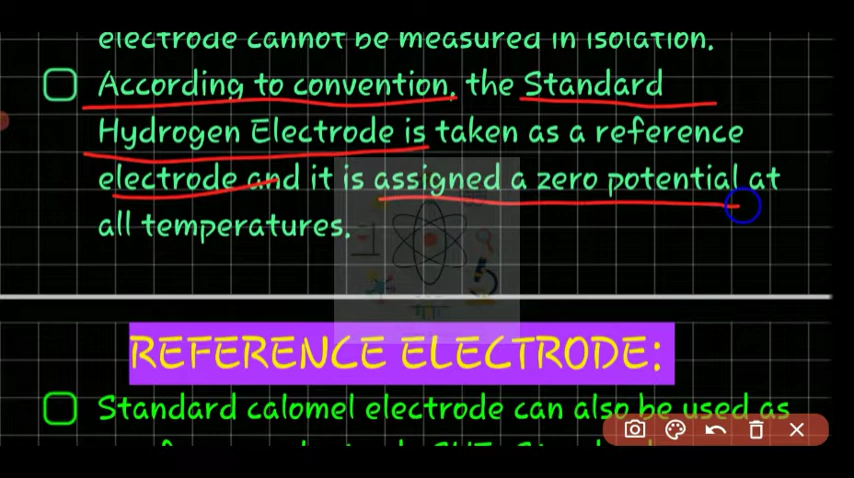 electrode cannot be measured in isolation.
According to convention, the Standard
Hydrogen Electrode is taken as a reference
electrode and it is assigned a zero potential at
all temperatures.
REFERENCE ELECTRODE:
Standard calomel electrode can also be used as